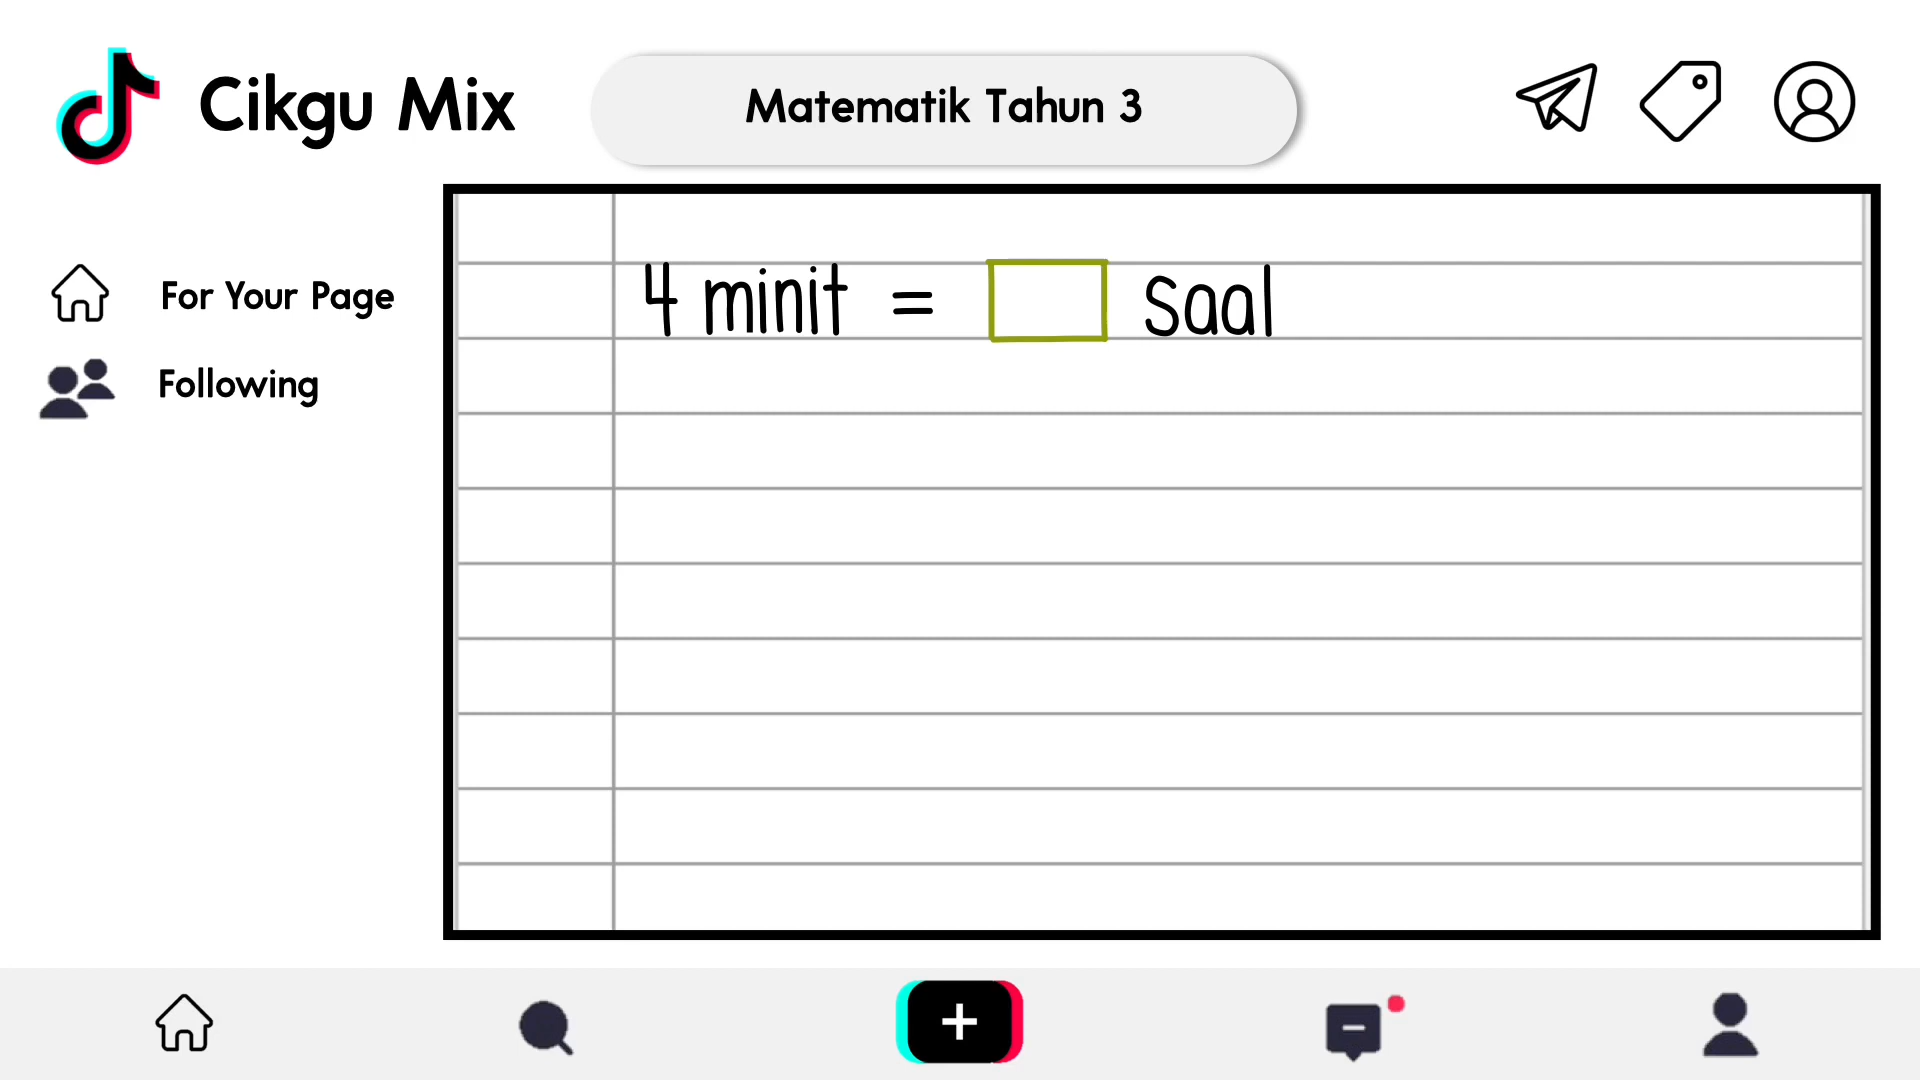 Cikgu Mix
Matematik Tahun 3
For Your Page
Following
4 minit = saal